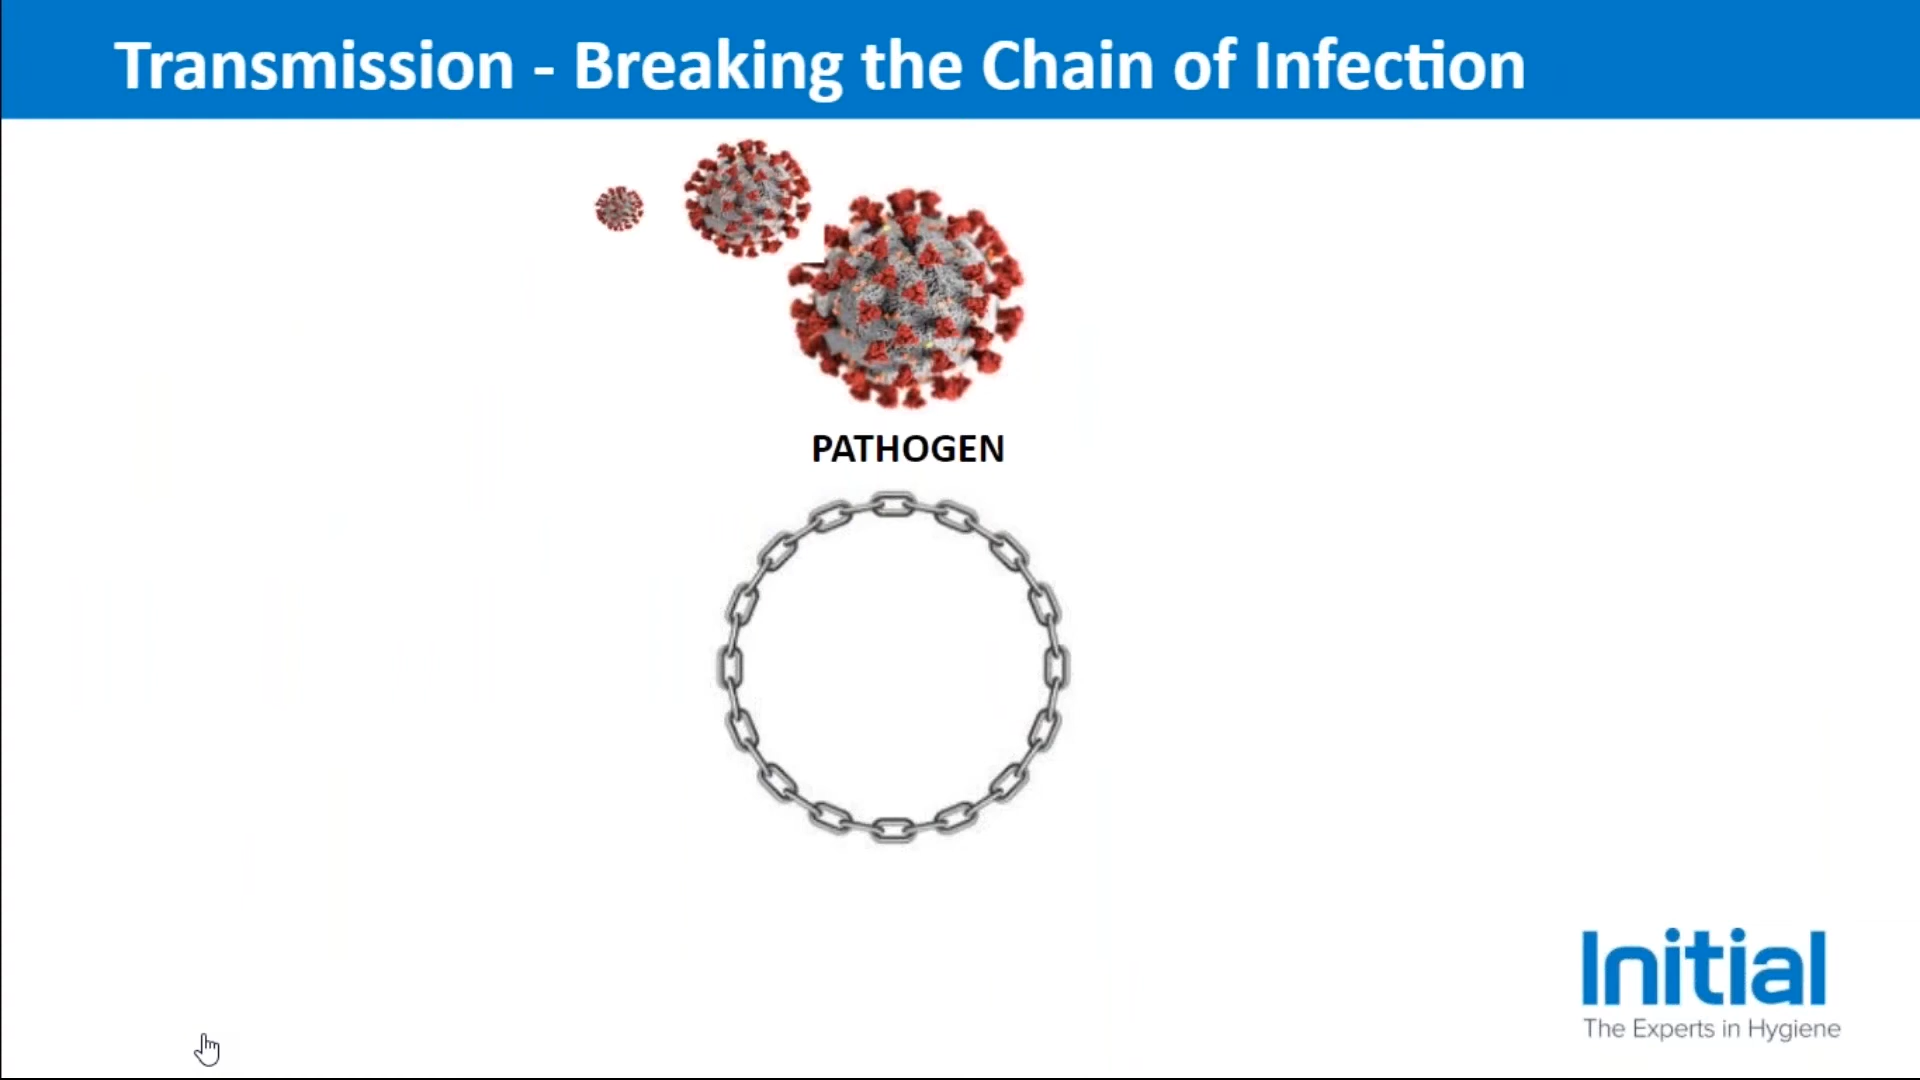 Transmission - Breaking the Chain of Infection
PATHOGEN
Initial
The Experts in Hygiene